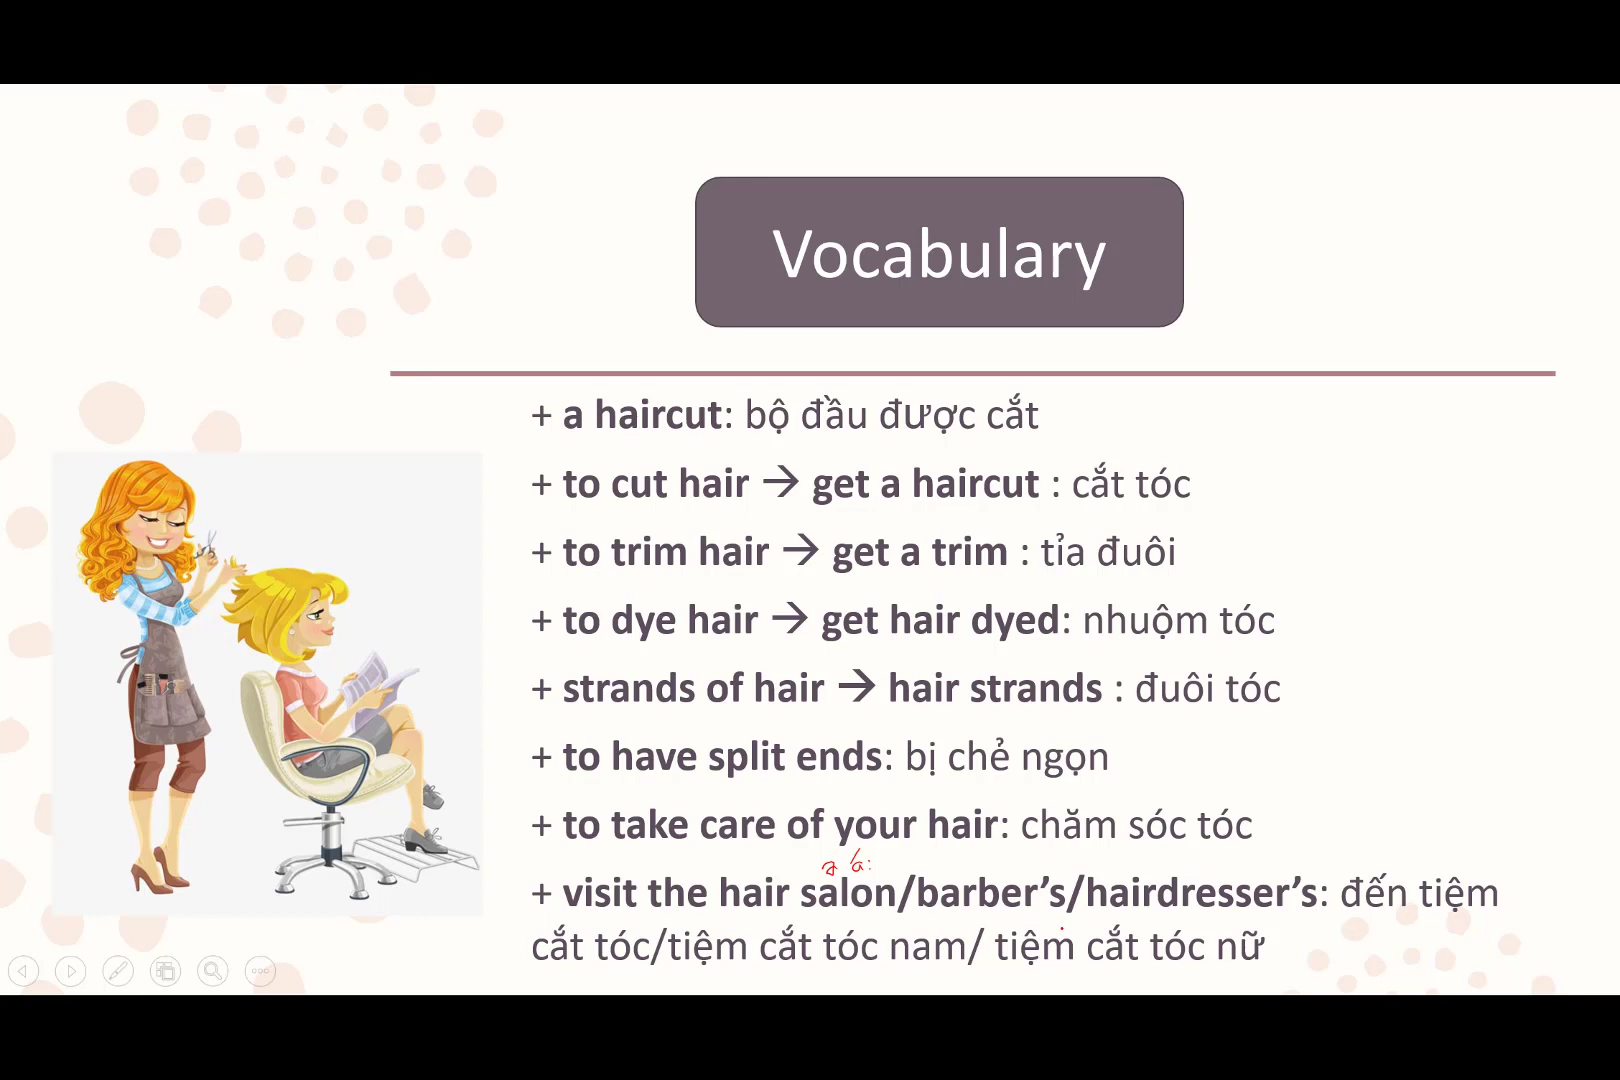 Vocabulary
+ a haircut: bộ đầu được cắt
+ to cut hair → get a haircut : cắt tóc
+ to trim hair → get a trim : tỉa đuôi
+ to dye hair → get hair dyed: nhuộm tóc
+ strands of hair → hair strands : đuôi tóc
+ to have split ends: bị chẻ ngọn
+ to take care of your hair: chăm sóc tóc
+ visit the hair salon/barber’s/hairdresser’s: đến tiệm
cắt tóc/tiệm cắt tóc nam/ tiệm cắt tóc nữ